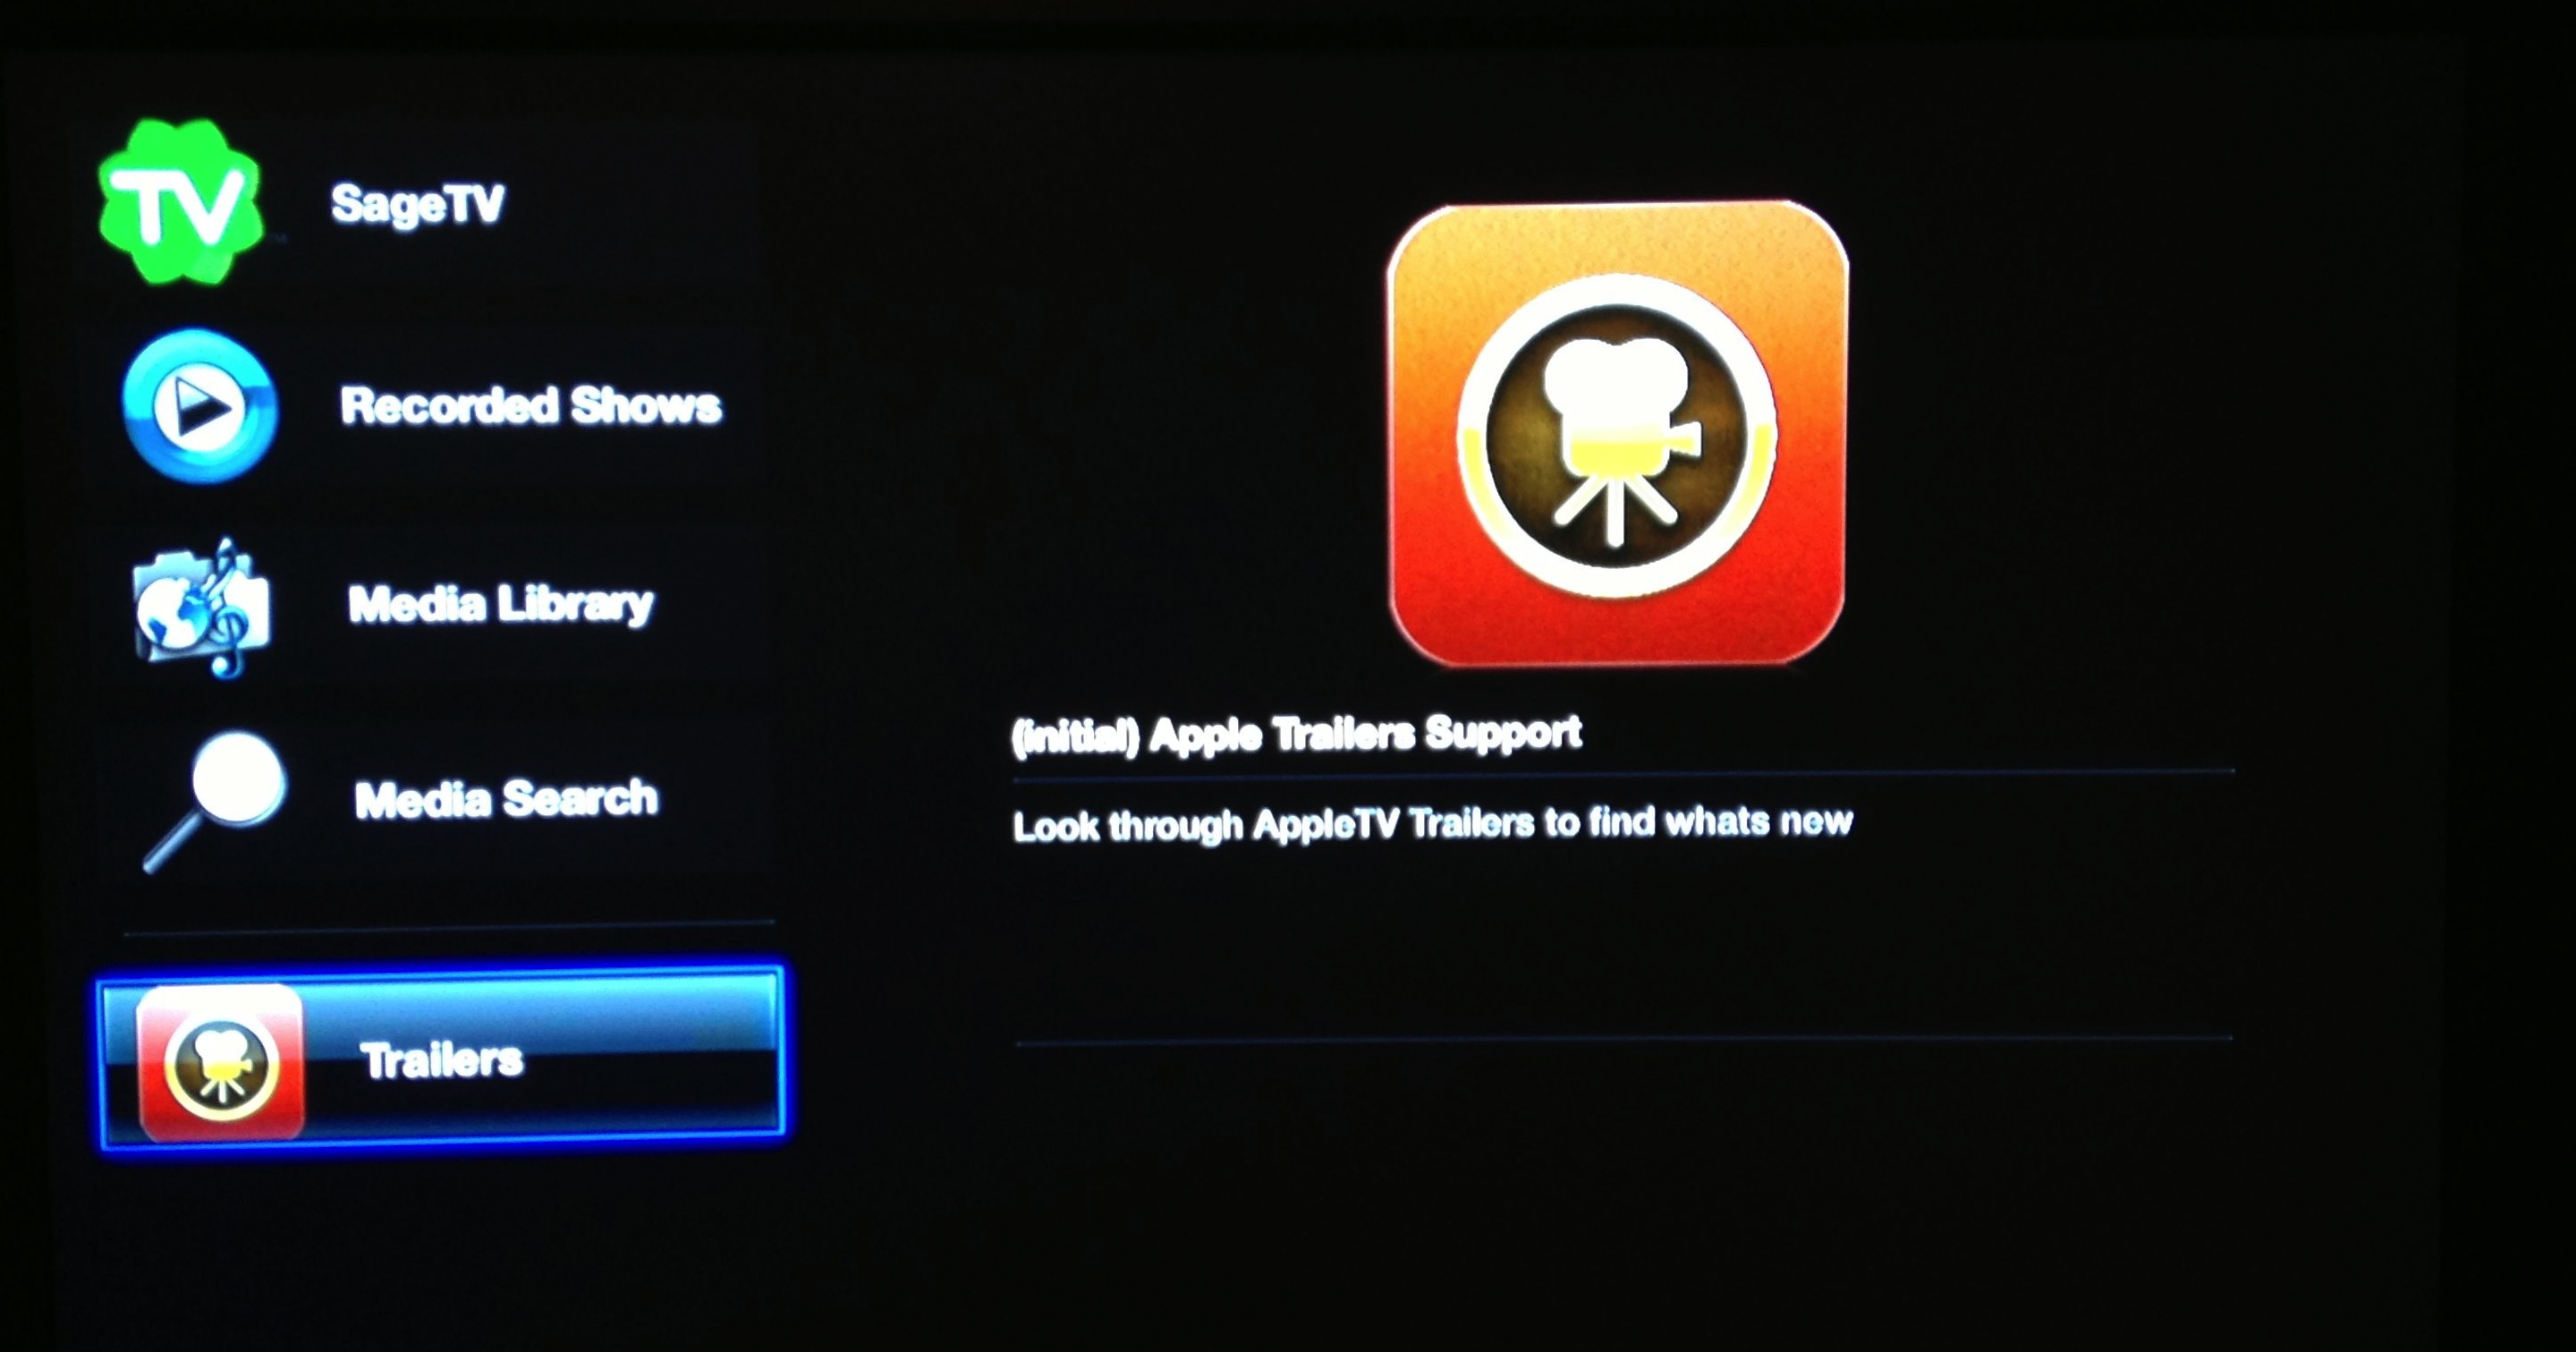 TV
SageTV
Recorded Shows
Media Library
Media Search
Trailers
(initial) Apple Trailers Support
Look through AppleTV Trailers to find whats new